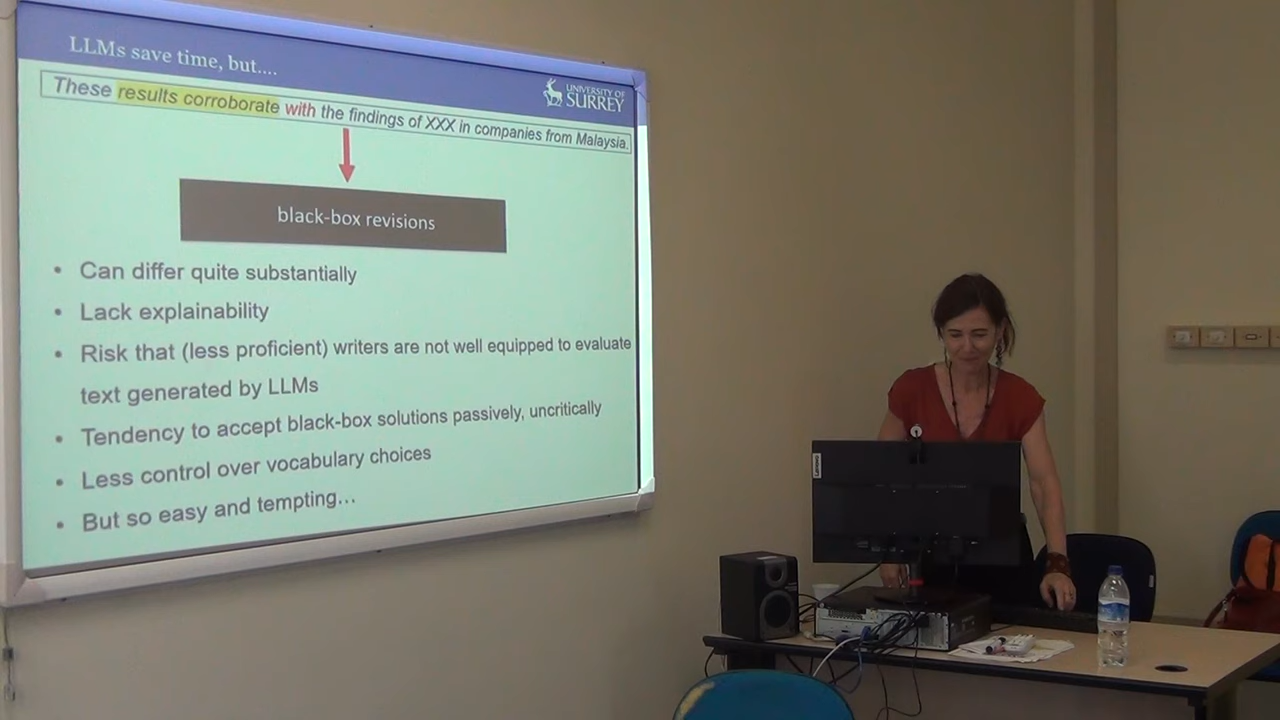 LLMs save time, but....
UNIVERSITY OF
SURREY
These results corroborate with the findings of XXX in companies from Malaysia.
black-box revisions
• Can differ quite substantially
• Lack explainability
• Risk that (less proficient) writers are not well equipped to evaluate
text generated by LLMs
• Tendency to accept black-box solutions passively, uncritically
• Less control over vocabulary choices
• But so easy and tempting…
Lenovo